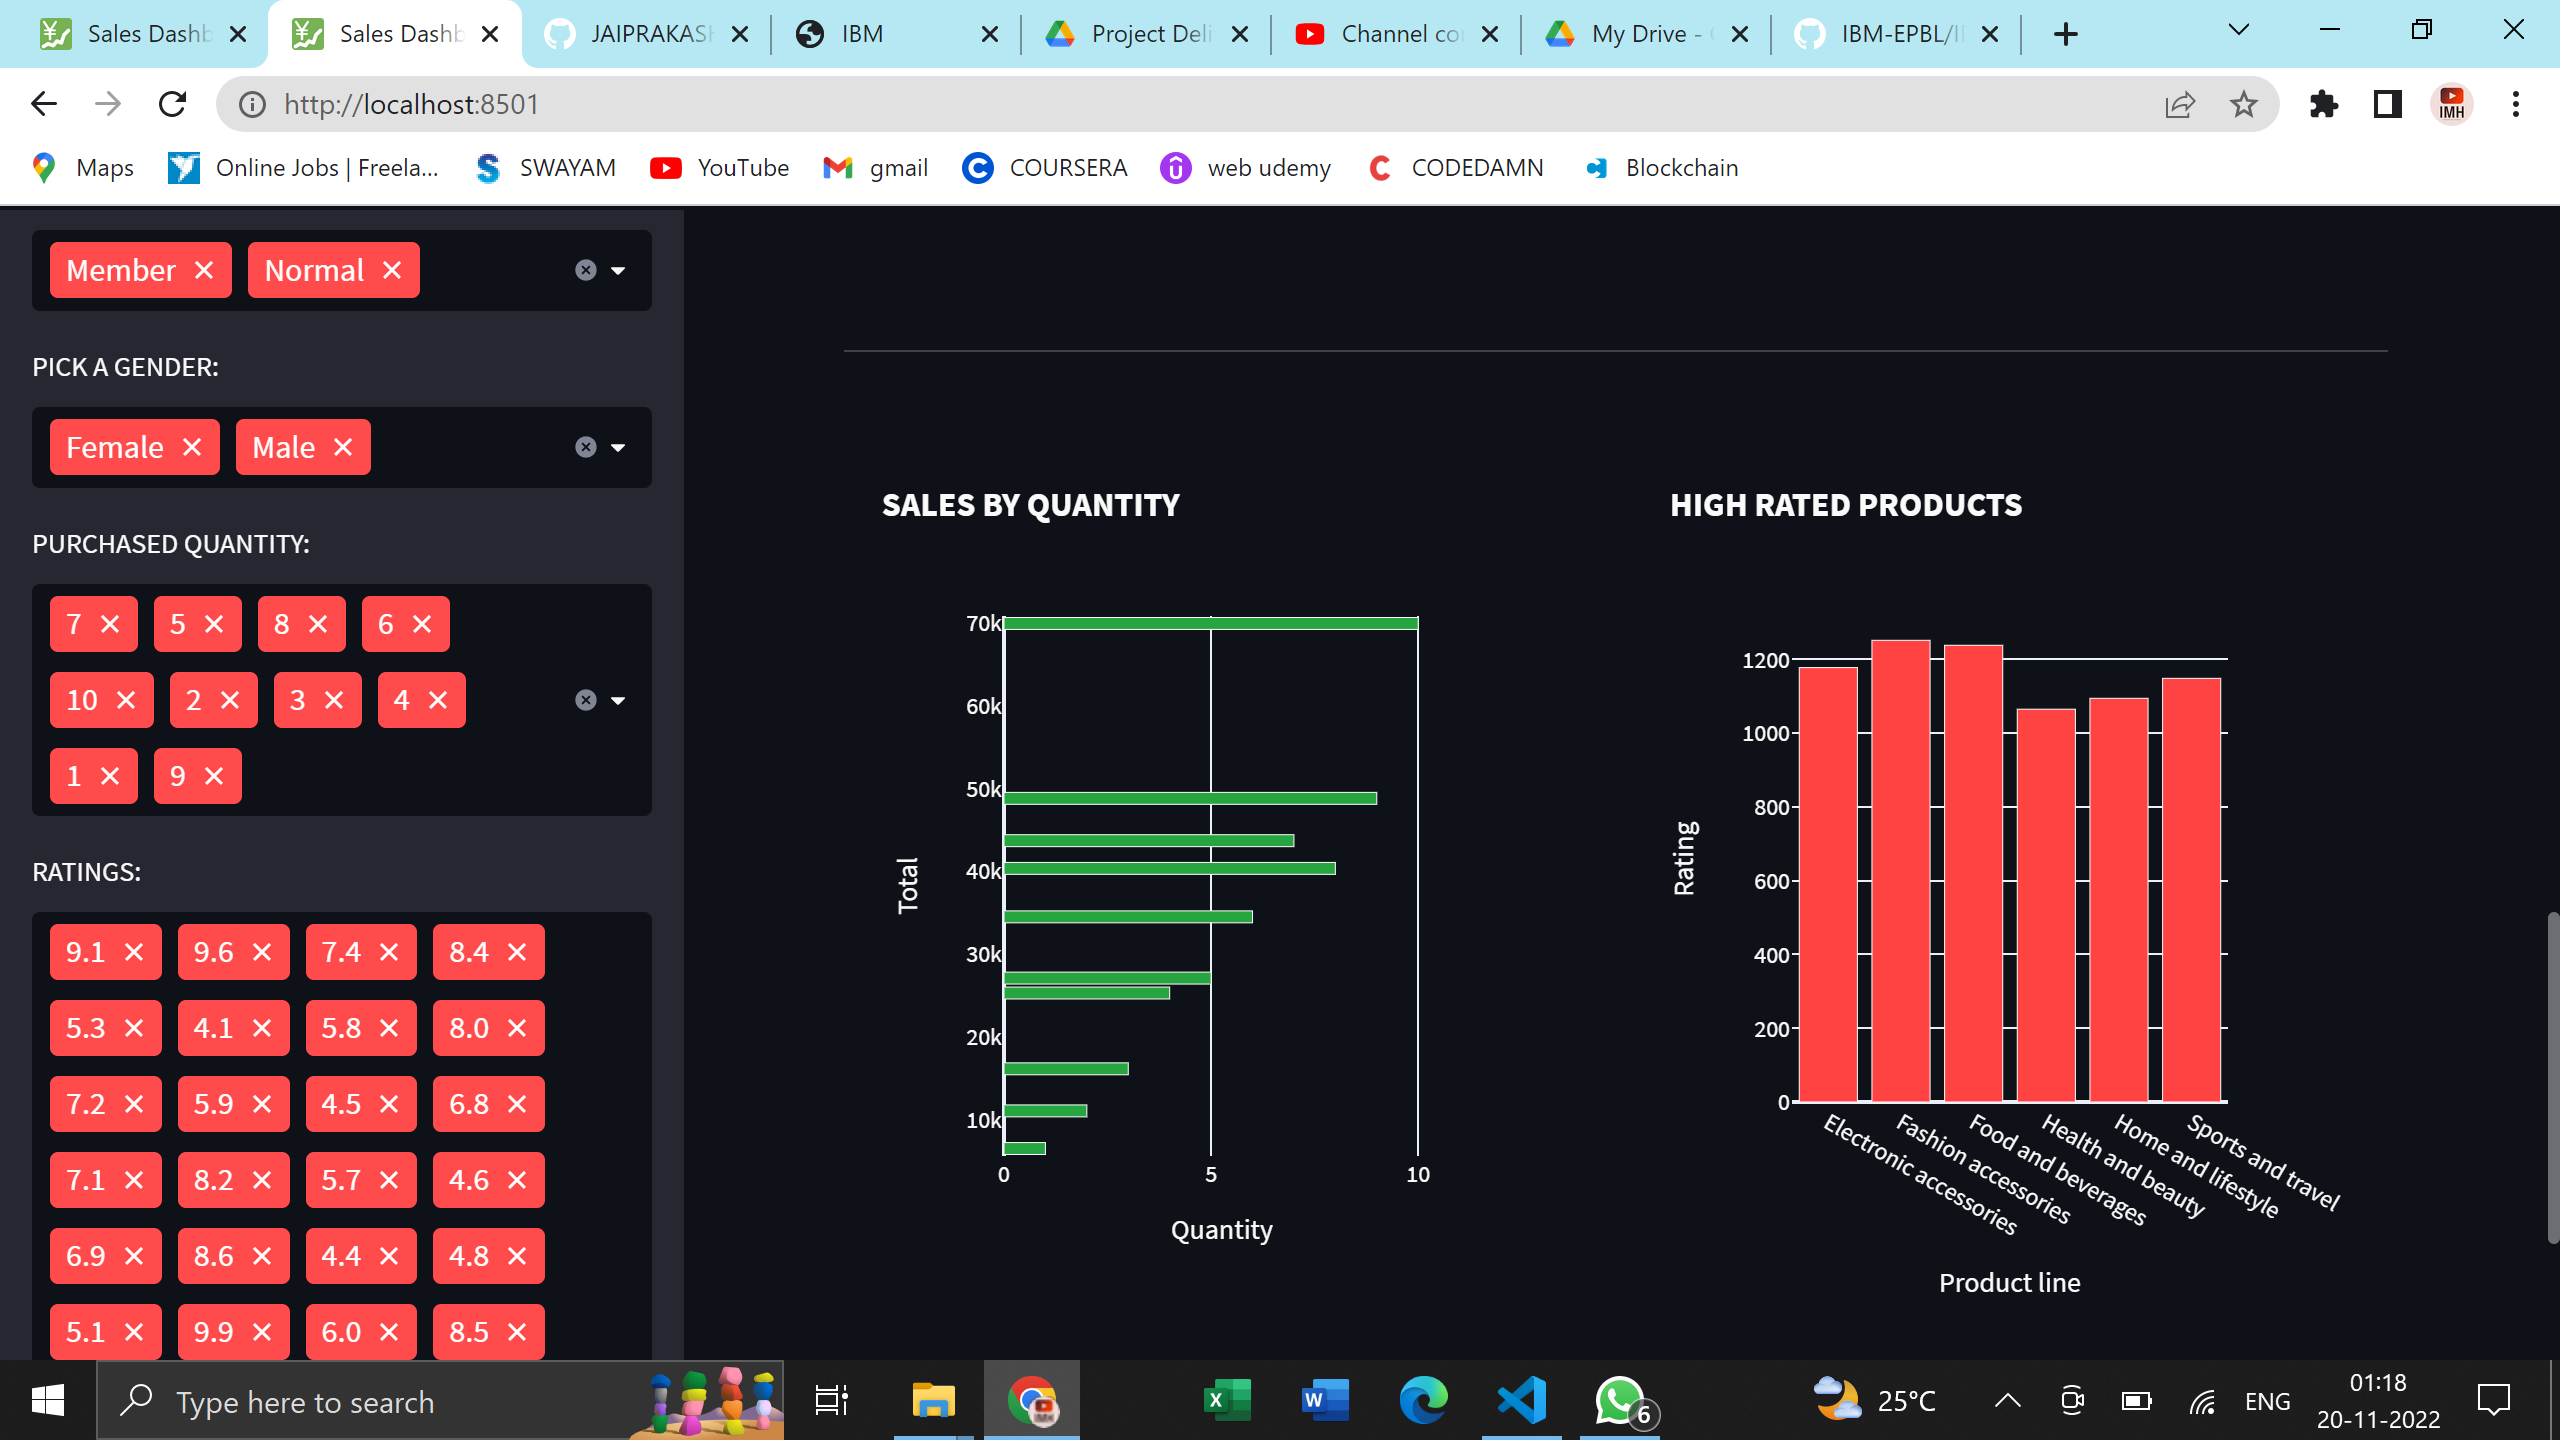 Sales Dashb
Sales Dashb
JAIPRAKASH
IBM
Project Deli
Channel con
My Drive -
IBM-EPBL/I
http://localhost:8501
IMH
Maps
Online Jobs | Freela...
SWAYAM
YouTube
gmail
COURSERA
web udemy
CODEDAMN
Blockchain
Member Normal
PICK A GENDER:
Female Male
PURCHASED QUANTITY:
7 5 8 6
10 2 3 4
1 9
RATINGS:
9.1 9.6 7.4 8.4
5.3 4.1 5.8 8.0
7.2 5.9 4.5 6.8
7.1 8.2 5.7 4.6
6.9 8.6 4.4 4.8
5.1 9.9 6.0 8.5
SALES BY QUANTITY
70k
60k
50k
40k
30k
20k
10k
Total
0 5 10
Quantity
HIGH RATED PRODUCTS
1200
1000
800
600
400
200
0
Rating
Electronic accessories
Fashion accessories
Food and beverages
Health and beauty
Home and lifestyle
Sports and travel
Product line
Type here to search
6
25°C
ENG
01:18
20-11-2022